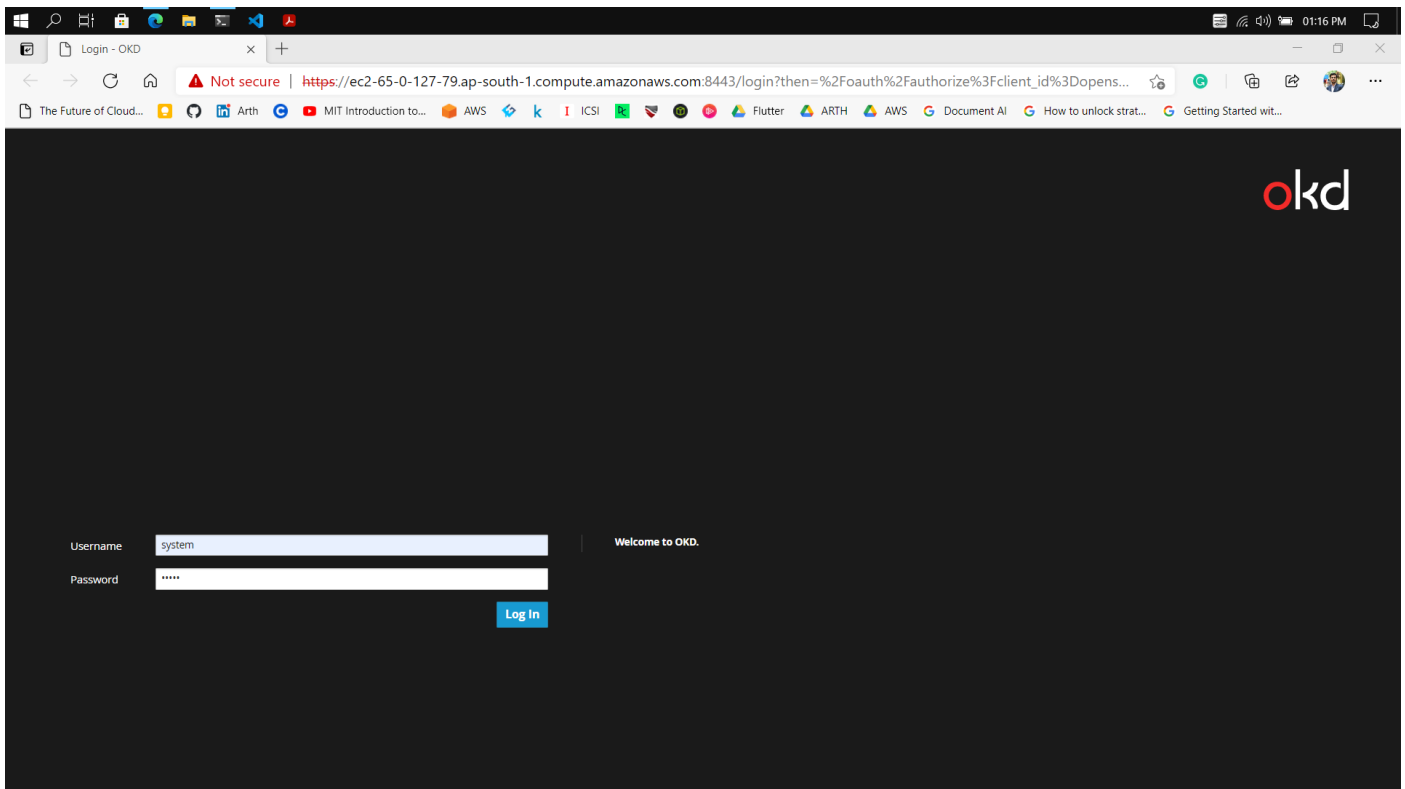 01:16 PM
Login - OKD
Not secure | https://ec2-65-0-127-79.ap-south-1.compute.amazonaws.com:8443/login?then=%2Foauth%2Fauthorize%3Fclient_id%3Dopens...
The Future of Cloud... Arth MIT Introduction to... AWS k I ICSI Flutter ARTH AWS Document AI How to unlock strat... Getting Started wit...
okd
Username system Welcome to OKD.
Password •••••
Log In